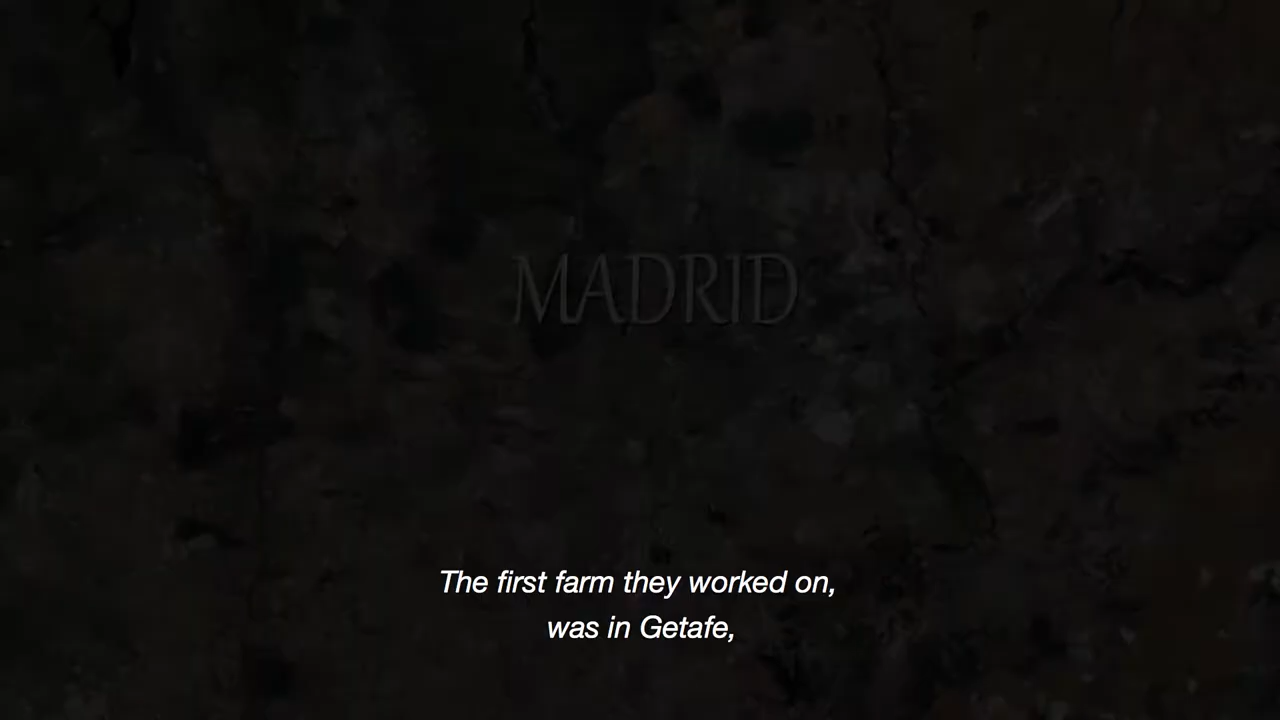 MADRID
The first farm they worked on,
was in Getafe,